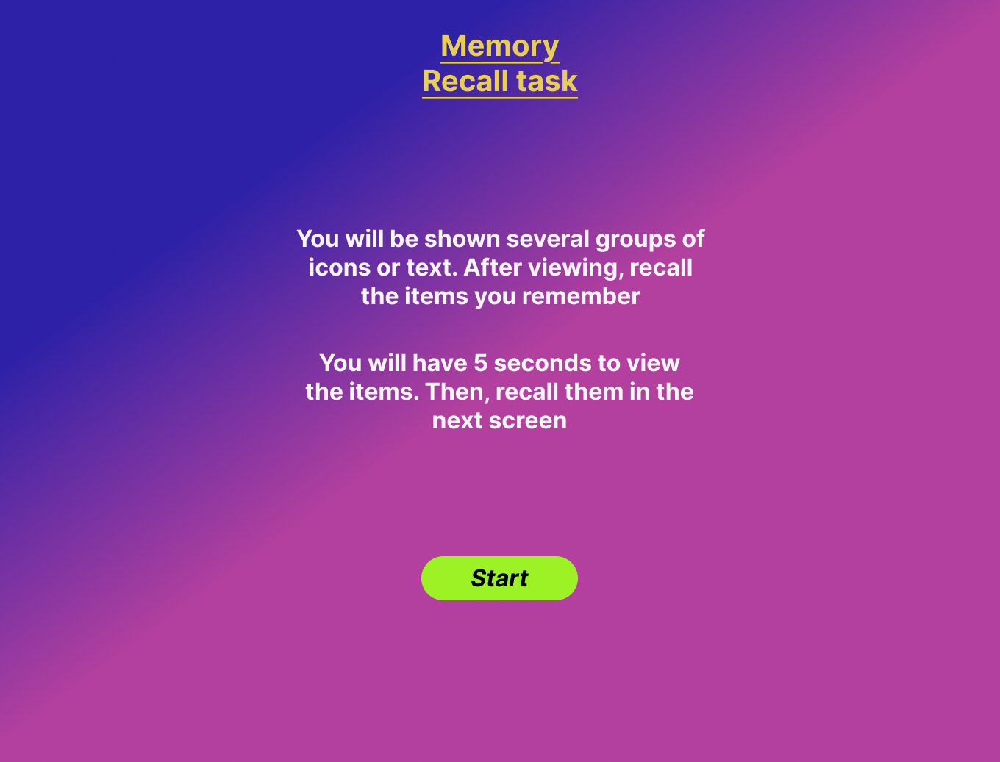 Memory
Recall task
You will be shown several groups of
icons or text. After viewing, recall
the items you remember
You will have 5 seconds to view
the items. Then, recall them in the
next screen
Start